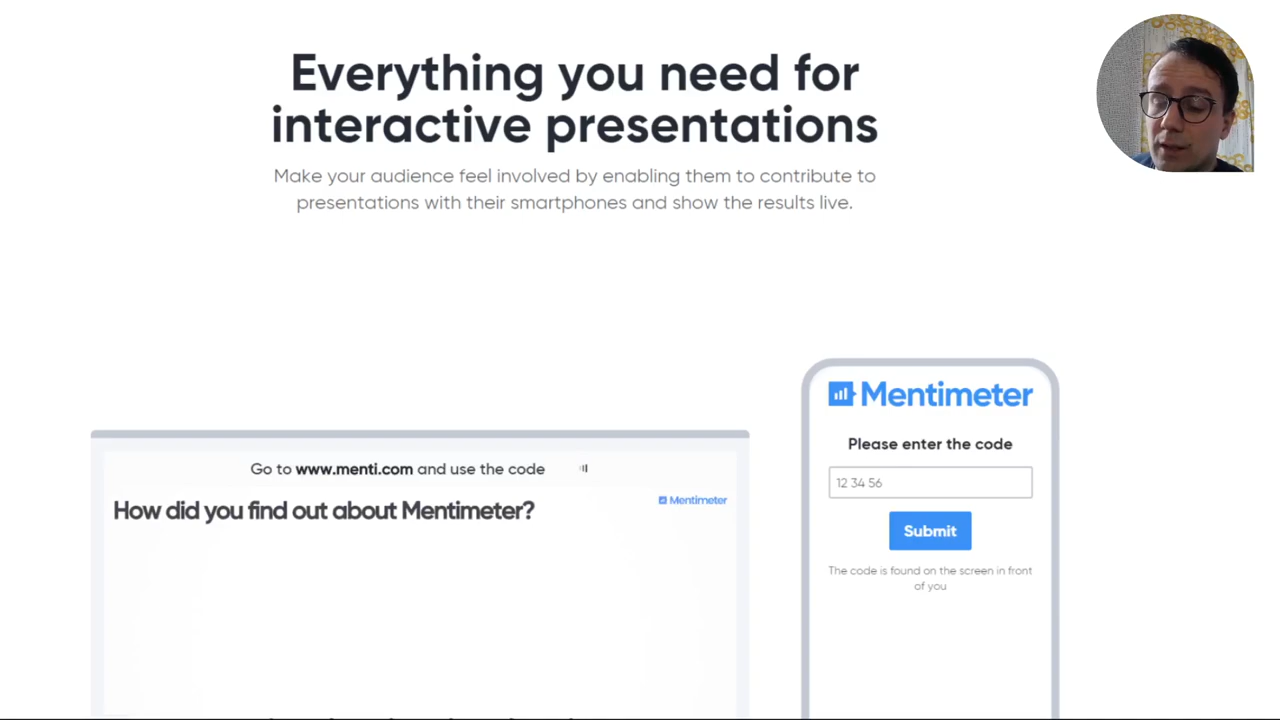 Everything you need for
interactive presentations
Make your audience feel involved by enabling them to contribute to
presentations with their smartphones and show the results live.
Mentimeter
Please enter the code
12 34 56
Submit
The code is found on the screen in front
of you
Go to www.menti.com and use the code
How did you find out about Mentimeter?
Mentimeter